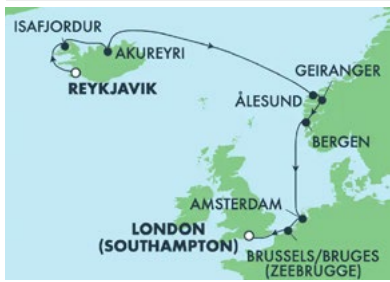 ISAFJORDUR
AKUREYRI
REYKJAVIK
GEIRANGER
ÅLESUND
BERGEN
AMSTERDAM
LONDON
(SOUTHAMPTON)
BRUSSELS/BRUGES
(ZEEBRUGGE)